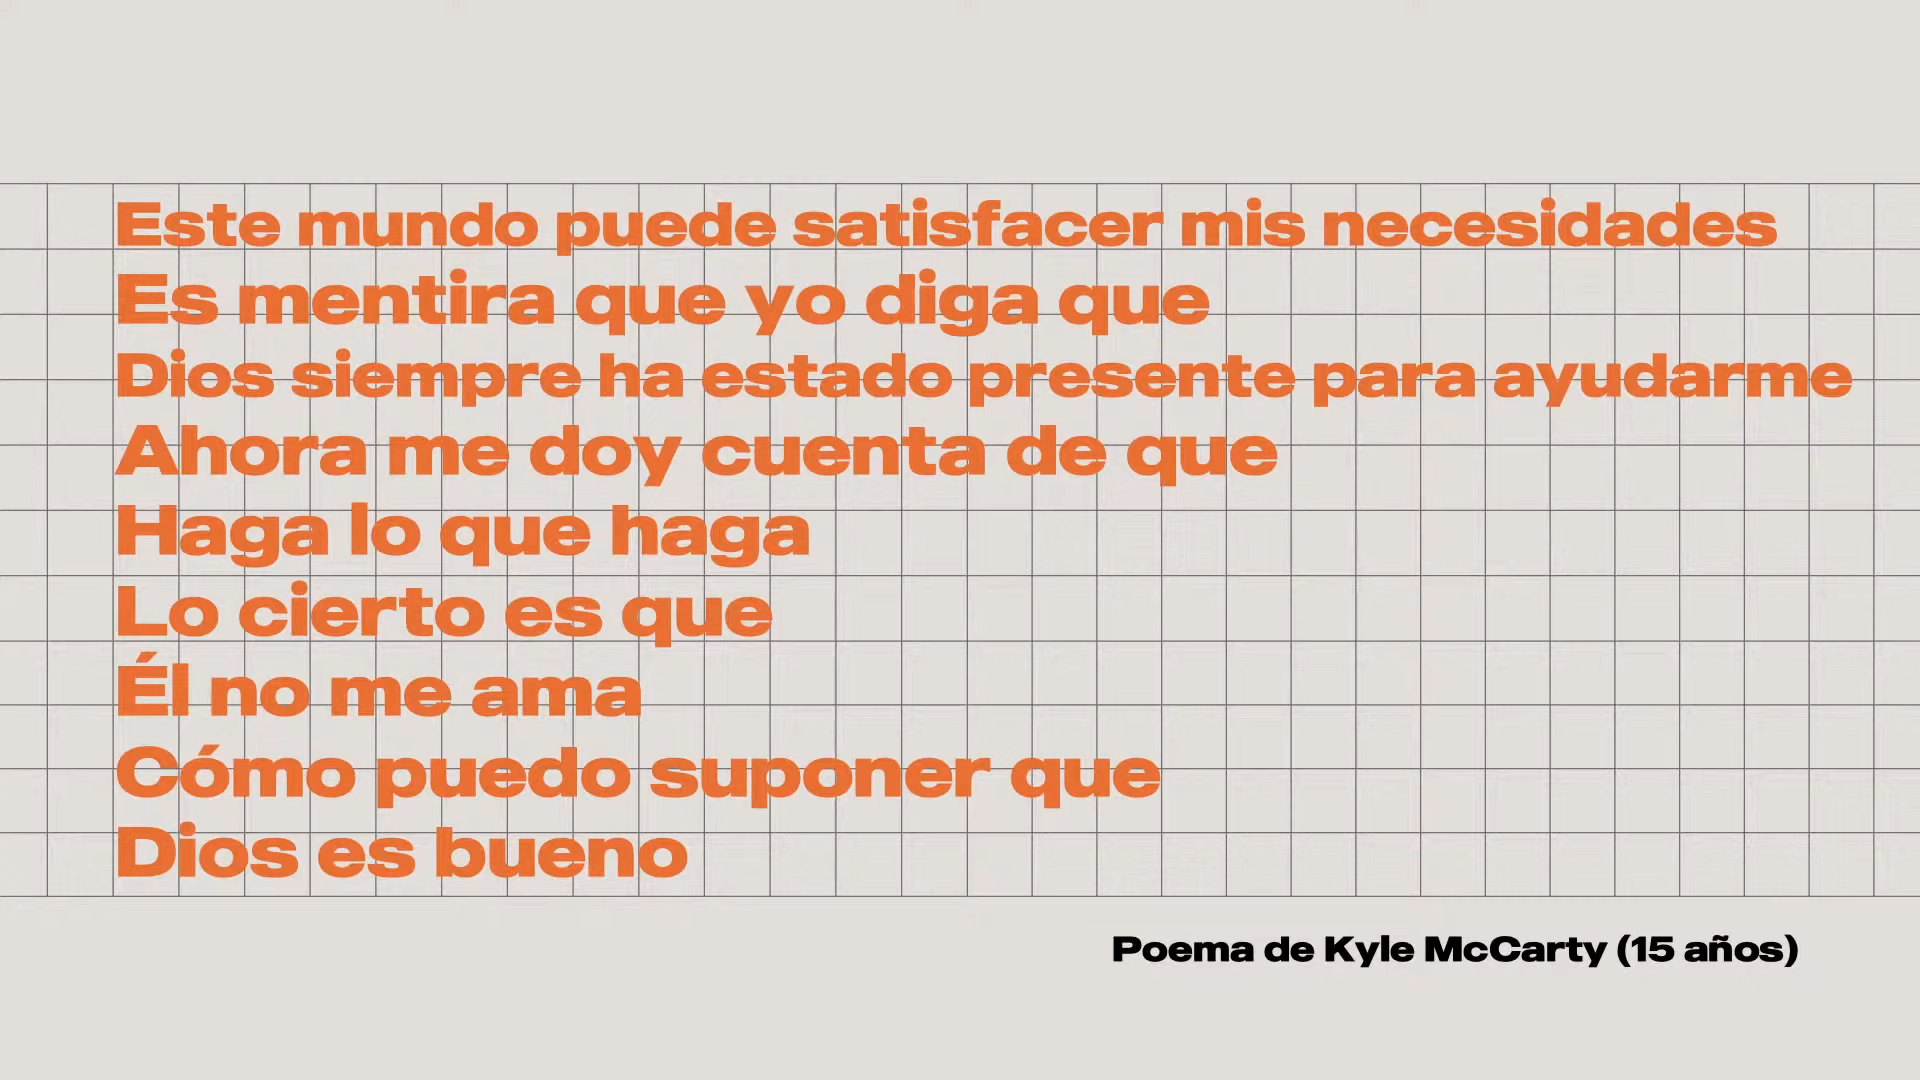 Este mundo puede satisfacer mis necesidades
Es mentira que yo diga que
Dios siempre ha estado presente para ayudarme
Ahora me doy cuenta de que
Haga lo que haga
Lo cierto es que
Él no me ama
Cómo puedo suponer que
Dios es bueno
Poema de Kyle McCarty (15 años)